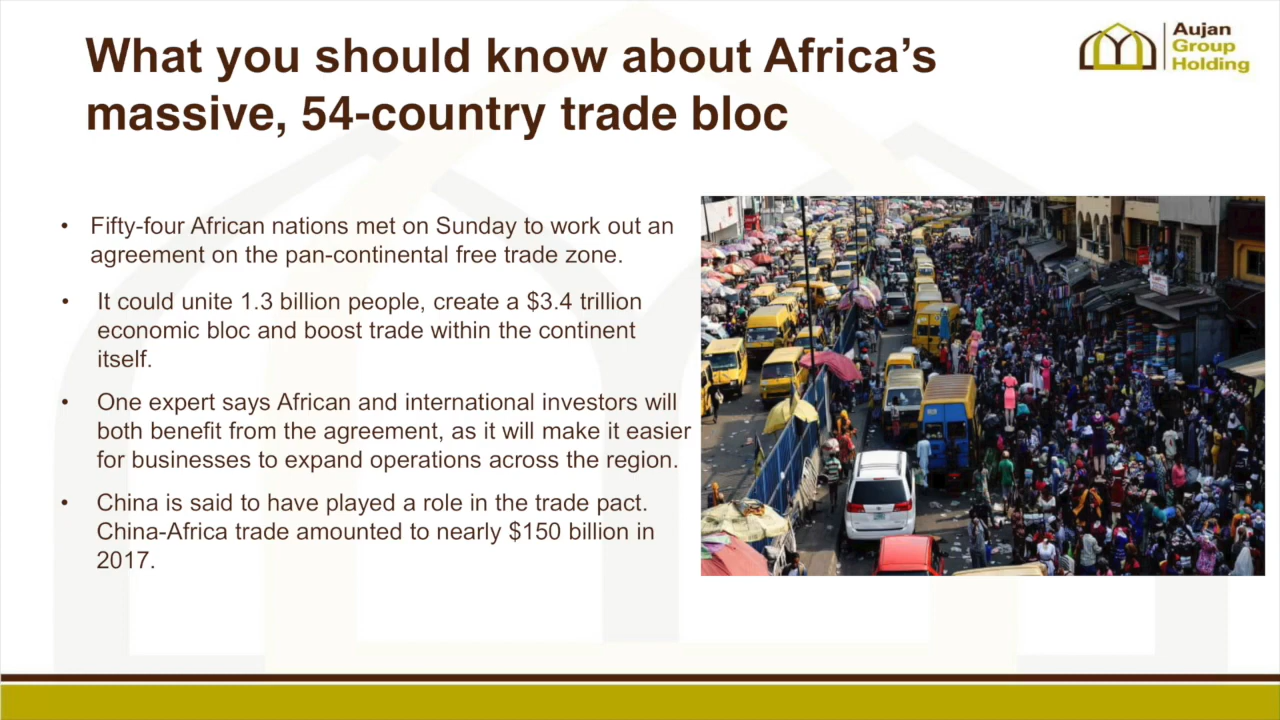 What you should know about Africa’s
massive, 54-country trade bloc
Aujan
Group
Holding
• Fifty-four African nations met on Sunday to work out an
agreement on the pan-continental free trade zone.
• It could unite 1.3 billion people, create a $3.4 trillion
economic bloc and boost trade within the continent
itself.
• One expert says African and international investors will
both benefit from the agreement, as it will make it easier
for businesses to expand operations across the region.
• China is said to have played a role in the trade pact.
China-Africa trade amounted to nearly $150 billion in
2017.